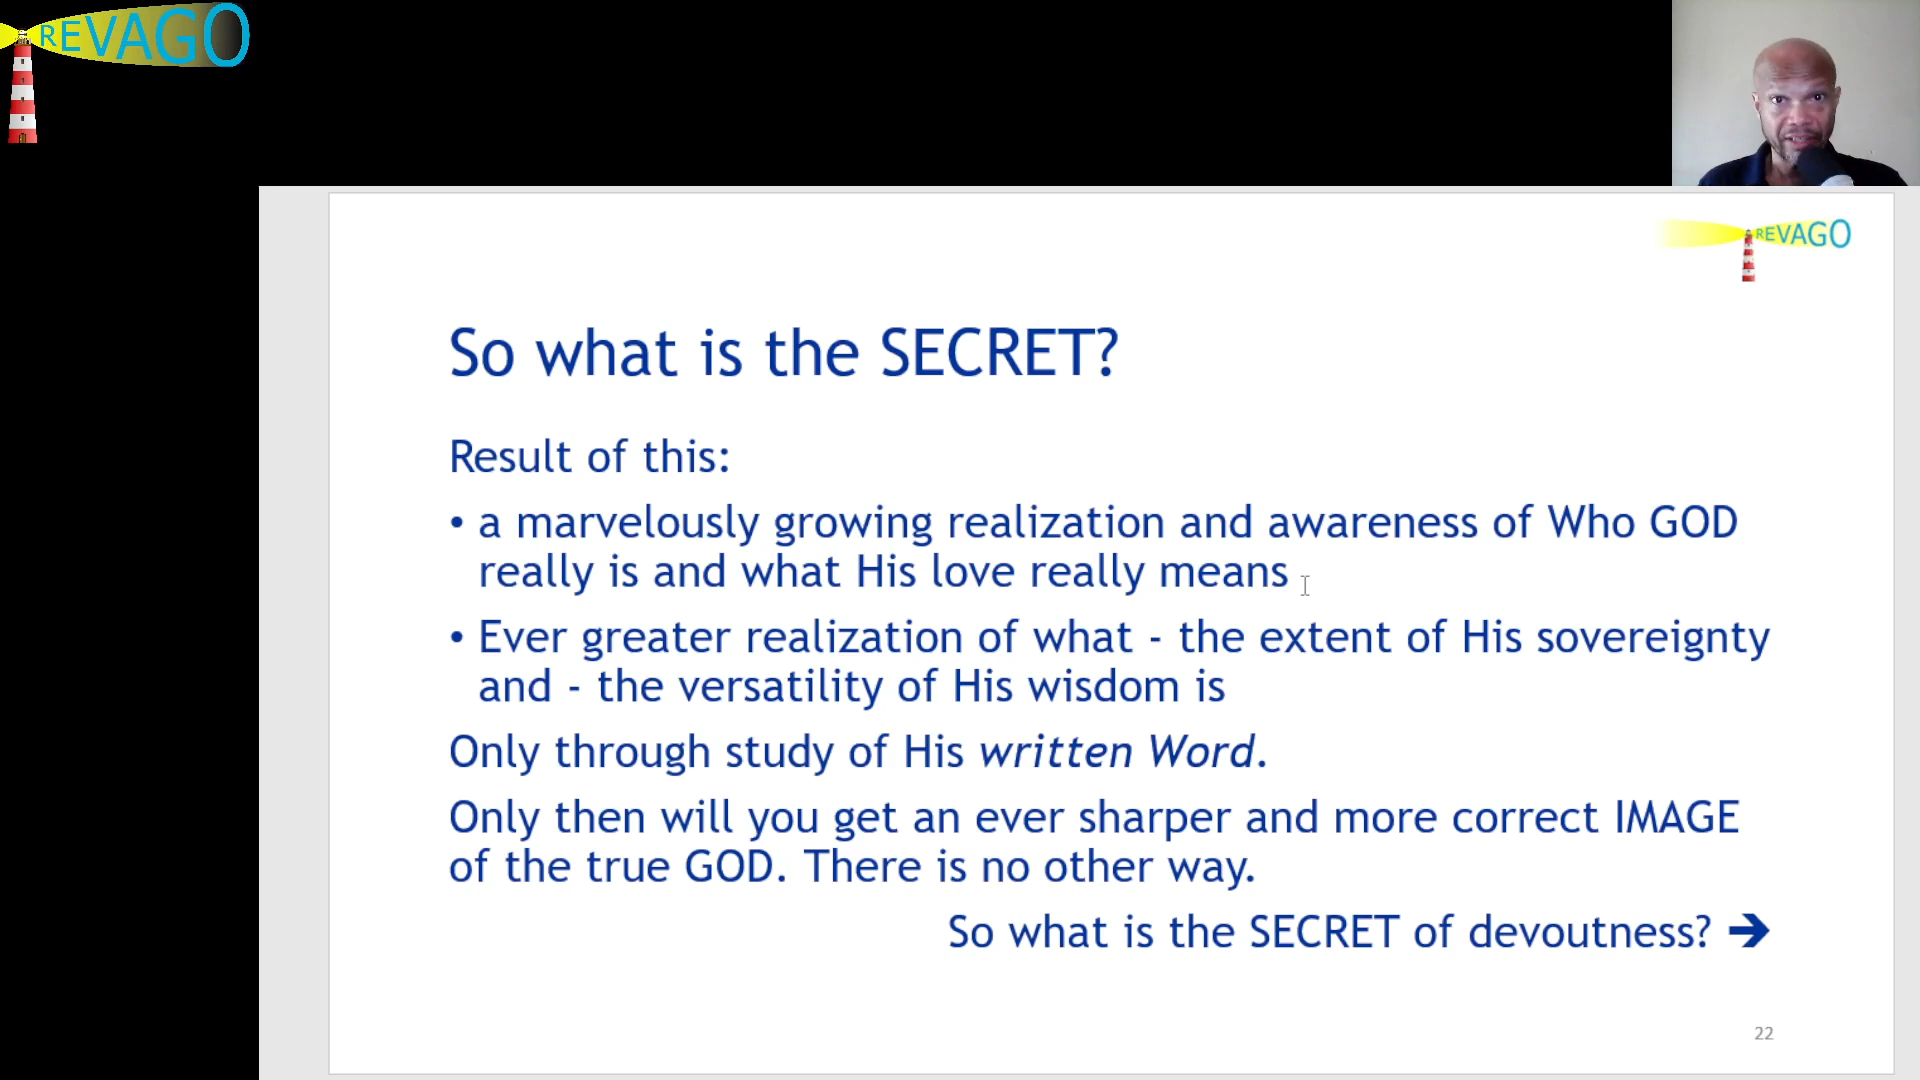 REVAGO
REVAGO
So what is the SECRET?
Result of this:
• a marvelously growing realization and awareness of Who GOD
really is and what His love really means
• Ever greater realization of what - the extent of His sovereignty
and - the versatility of His wisdom is
Only through study of His written Word.
Only then will you get an ever sharper and more correct IMAGE
of the true GOD. There is no other way.
So what is the SECRET of devoutness? ➔
22